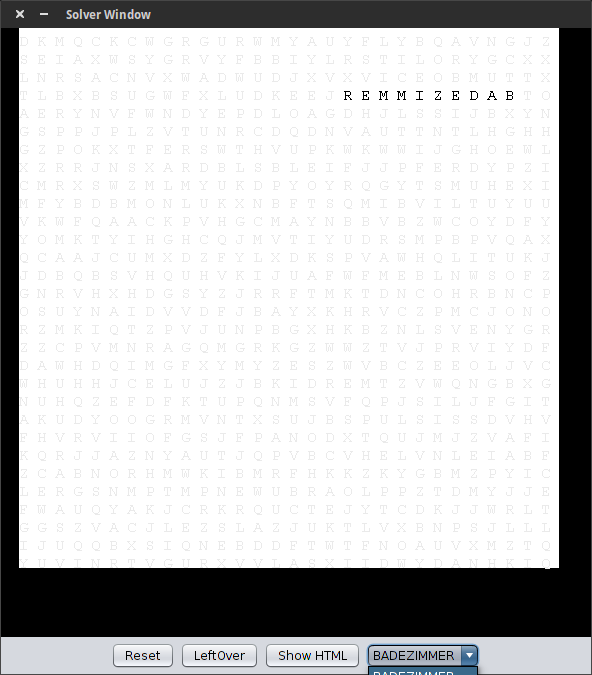 Solver Window
D K M Q C K C W G R G U R W M Y A U Y F L Y B Q A V N G J Z
S E I A X W S Y G R V Y F B B I Y L R S T I L O R Y G C X X
L N R S A C N V X W A D W U D J X V X V I C E D E M J T T X
T L B X B S U G W F X L U D K E E J R E M M I Z E D A B T O
A E R Y N V F W N D Y E P D L O A G D H J L S S I J B X Y N
G S P P J P L Z V T U N R C D Q D N V A U T T N T L H G H H
G Z P O K X T F E R S W T H V U P K W K W W I J G H O E W L
X Z R R J N S X A R D B L S B L E I F J J P F E R D Y P Z I
C M R X S W Z M L M Y U K D P Y O Y R Q G Y T S M U H E X I
M F Y B D B M O N L U K X N B F T S Q M I B V I L T U Y U U
V K W F Q A A C K P V H G C M A Y N B B V B Z W C O Y D F Y
Y O M K T Y I H G H C Q J M V T I Y U D R S M P B P V Q A X
Q C A A J C U M X D Z F Y L X D K S P V A W H Q L I T U K J
J D B Q B S V H Q U H V K I J U A F W F M E B L N W S O F Z
G N R V H X H D G S Y Z J R R F T M K T D N C O H R B N C P
O S U Y N A I D V V D F J B A Y X K H R V C Z P M C J O N O
R Z M K I Q T Z P V J U N P B G X H K B Z N L S V E N Y G R
Z Z C P V M N R A G Q M G R K G Z W W Z T V J P R V I Y D F
D A W H D Q I M G F X Y M Y Z E S Z W V B C Z E E O L J V C
W H U H H J C E L U J Z J B K I D R E M T Z V W Q N G B X G
N U H Q Z E F D F K T U P Q N M S V F Q P J S I L J F G I T
A K U D Y O O G R M V N T X S U J B S P U L S I S S D V H V
F H V R V I I O F G S J F P A N O D X T Q U J M J Z V A F I
K Q R J J A Z N Y A U T J Q P V B C V H E L V N L E I A B F
Z C A B N O R H M W K I B M R F H K K Z K Y G B M Z P Y I C
L E R G S N M P T M P N E W U B R A O L P P Z T D M Y J J E
F W A U Q Y A K J C R K R Q U C T E J Y T C D K J J W R L T
G G S Z V A C J L E Z S L A Z J U K T L V X B N P S J L L L
I J U Q Q B X S I Q N E B D D F T W T F N O A U V X M Z T Q
Y U V I N R T V G U R X V V L A S X I I D W Y D A N H K I Q
Reset LeftOver Show HTML BADEZIMMER